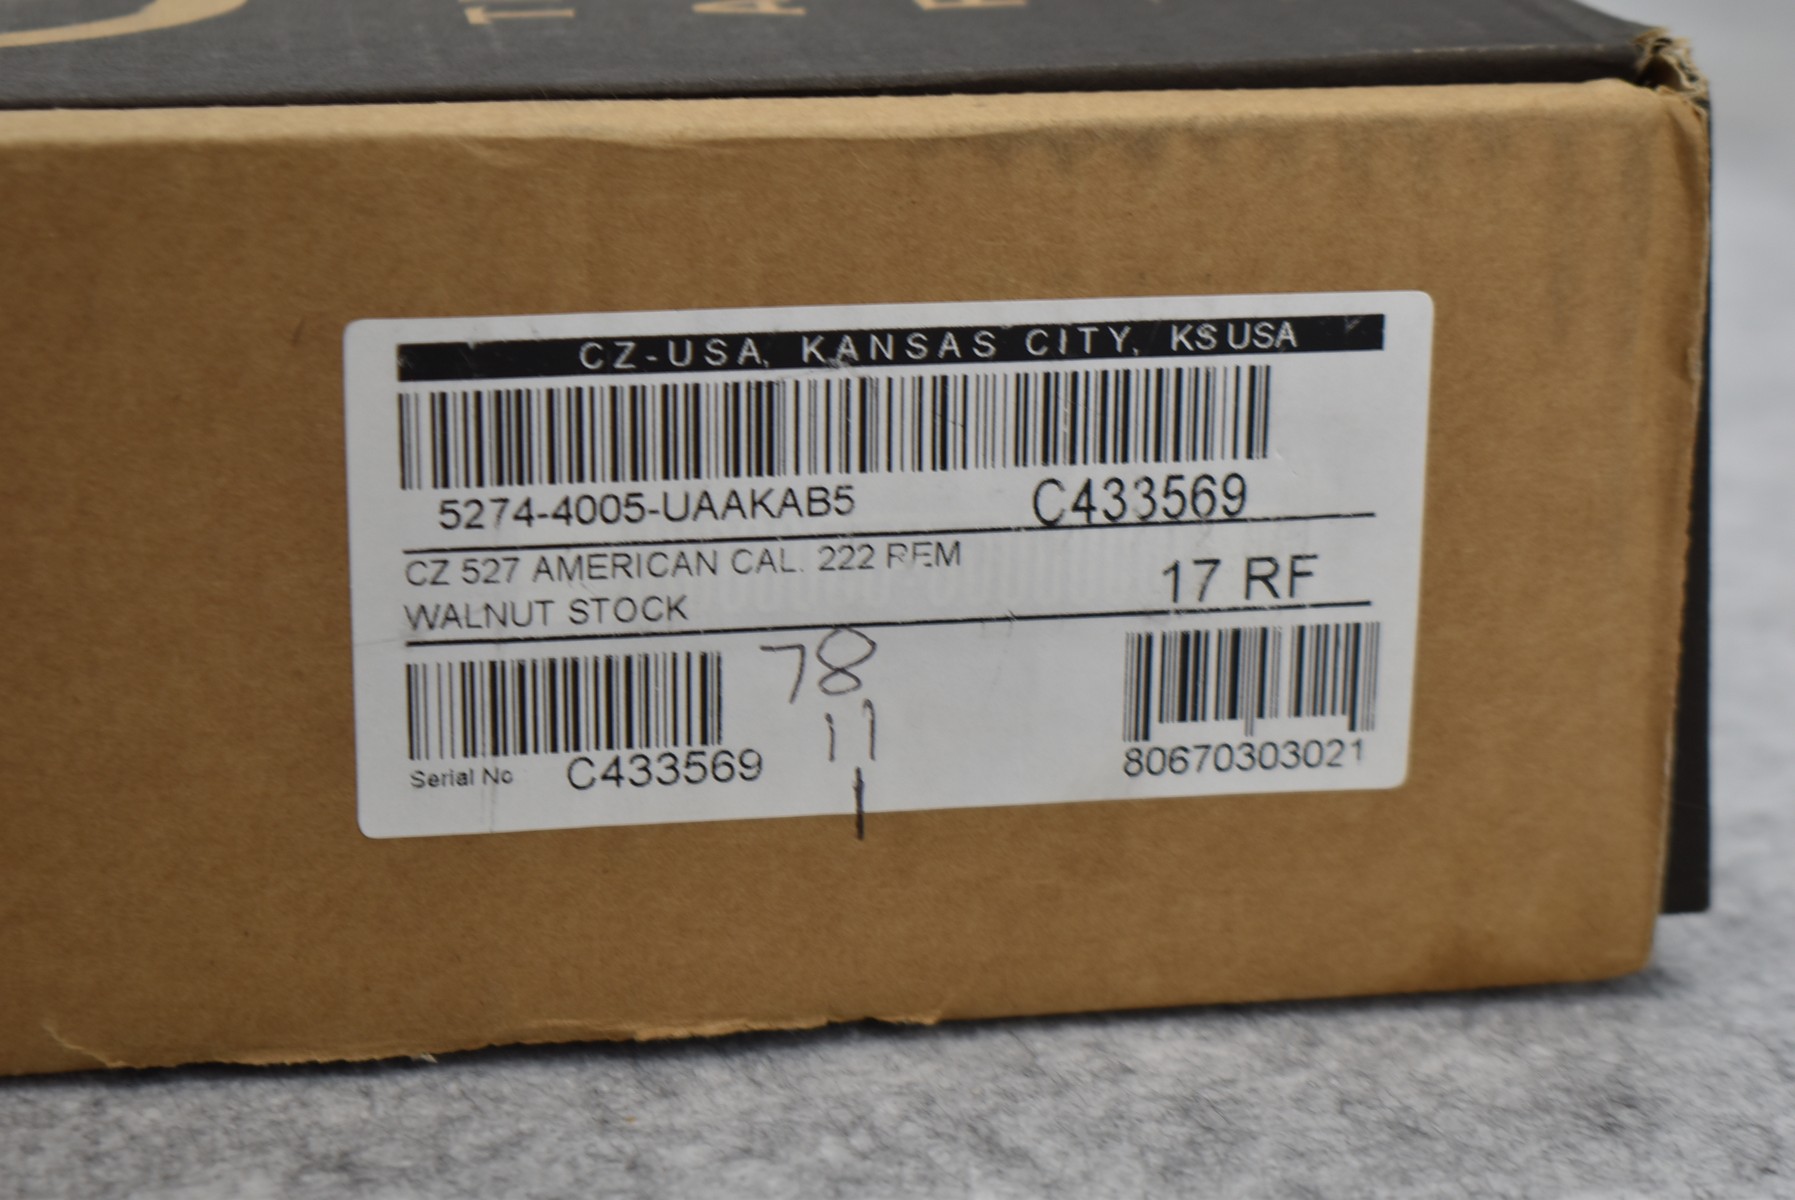 T A R
CZ-USA, KANSAS CITY, KS USA
5274-4005-UAAKAB5 C433569
CZ 527 AMERICAN CAL. 222 REM
WALNUT STOCK
17 RF
78
11
Serial No C433569
80670303021